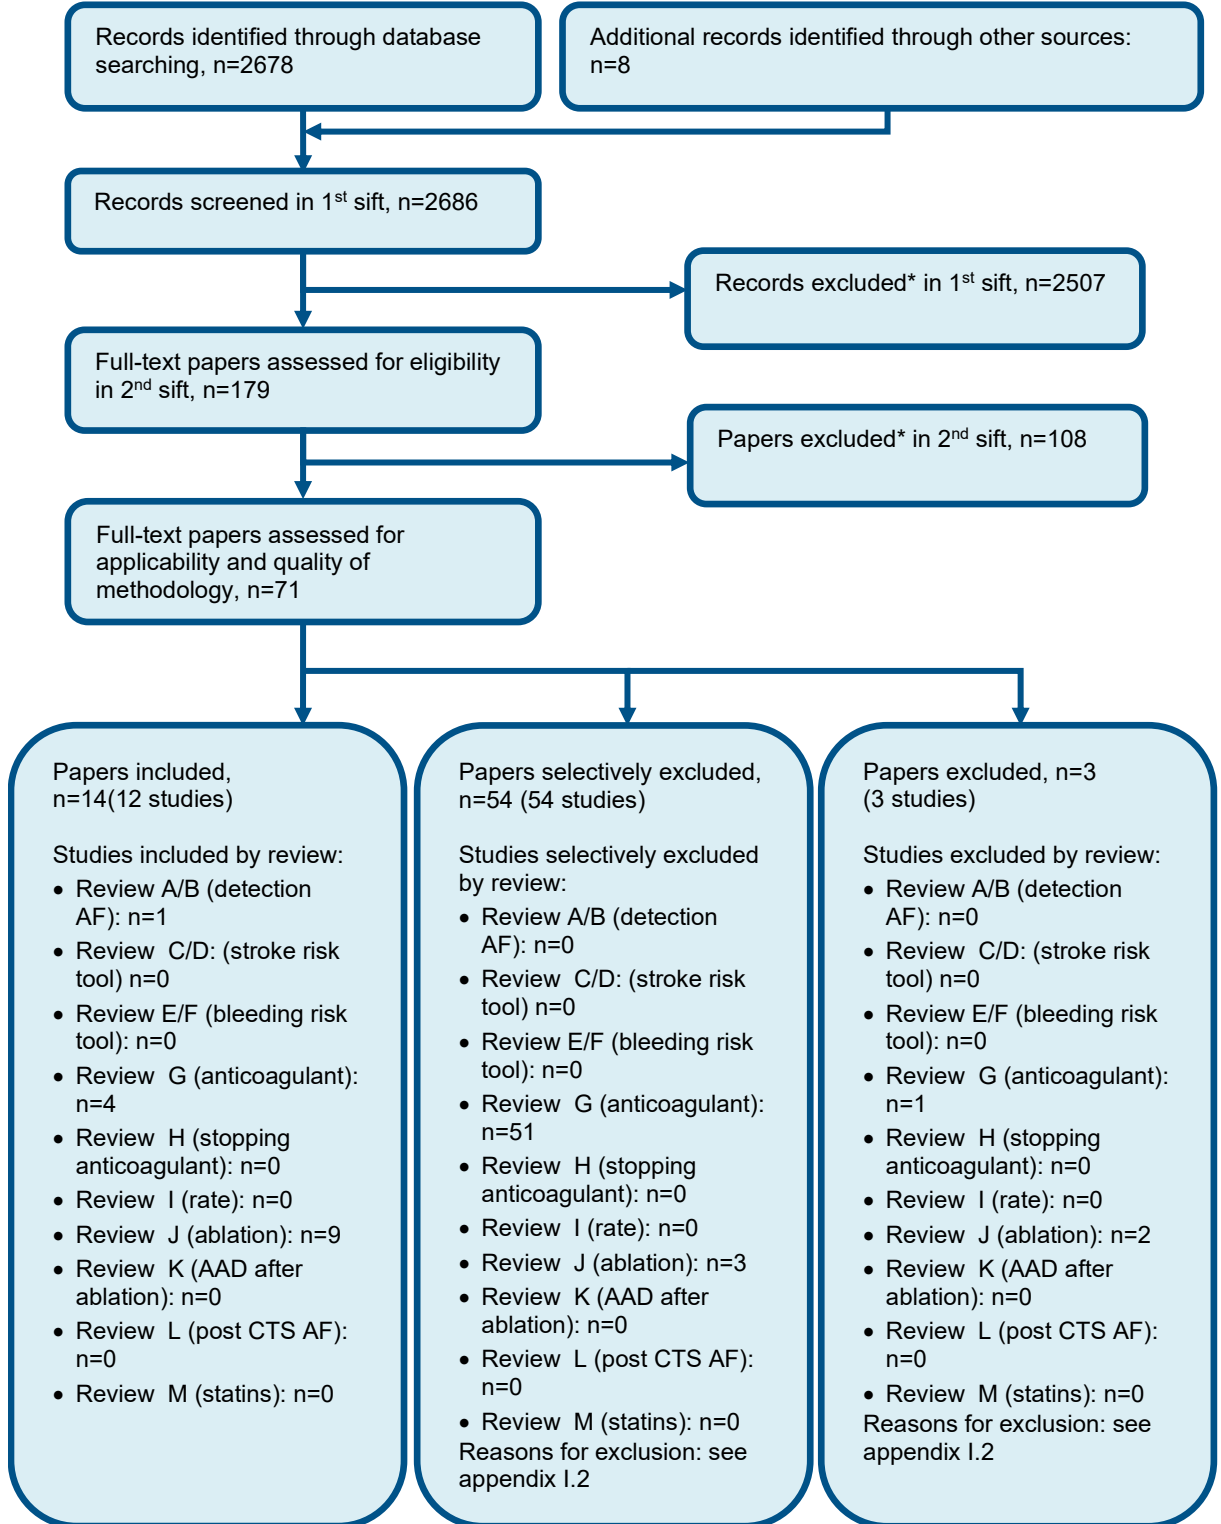 Records identified through database
searching, n=2678
Additional records identified through other sources:
n=8
Records screened in 1st sift, n=2686
Records excluded* in 1st sift, n=2507
Full-text papers assessed for eligibility
in 2nd sift, n=179
Papers excluded* in 2nd sift, n=108
Full-text papers assessed for
applicability and quality of
methodology, n=71
Papers included,
n=14(12 studies)
Studies included by review:
• Review A/B (detection
AF): n=1
• Review C/D: (stroke risk
tool) n=0
• Review E/F (bleeding risk
tool): n=0
• Review G (anticoagulant):
n=4
• Review H (stopping
anticoagulant): n=0
• Review I (rate): n=0
• Review J (ablation): n=9
• Review K (AAD after
ablation): n=0
• Review L (post CTS AF):
n=0
• Review M (statins): n=0
Papers selectively excluded,
n=54 (54 studies)
Studies selectively excluded
by review:
• Review A/B (detection
AF): n=0
• Review C/D: (stroke risk
tool) n=0
• Review E/F (bleeding risk
tool): n=0
• Review G (anticoagulant):
n=51
• Review H (stopping
anticoagulant): n=0
• Review I (rate): n=0
• Review J (ablation): n=3
• Review K (AAD after
ablation): n=0
• Review L (post CTS AF):
n=0
• Review M (statins): n=0
Reasons for exclusion: see
appendix I.2
Papers excluded, n=3
(3 studies)
Studies excluded by review:
• Review A/B (detection
AF): n=0
• Review C/D: (stroke risk
tool) n=0
• Review E/F (bleeding risk
tool): n=0
• Review G (anticoagulant):
n=1
• Review H (stopping
anticoagulant): n=0
• Review I (rate): n=0
• Review J (ablation): n=2
• Review K (AAD after
ablation): n=0
• Review L (post CTS AF):
n=0
• Review M (statins): n=0
Reasons for exclusion: see
appendix I.2